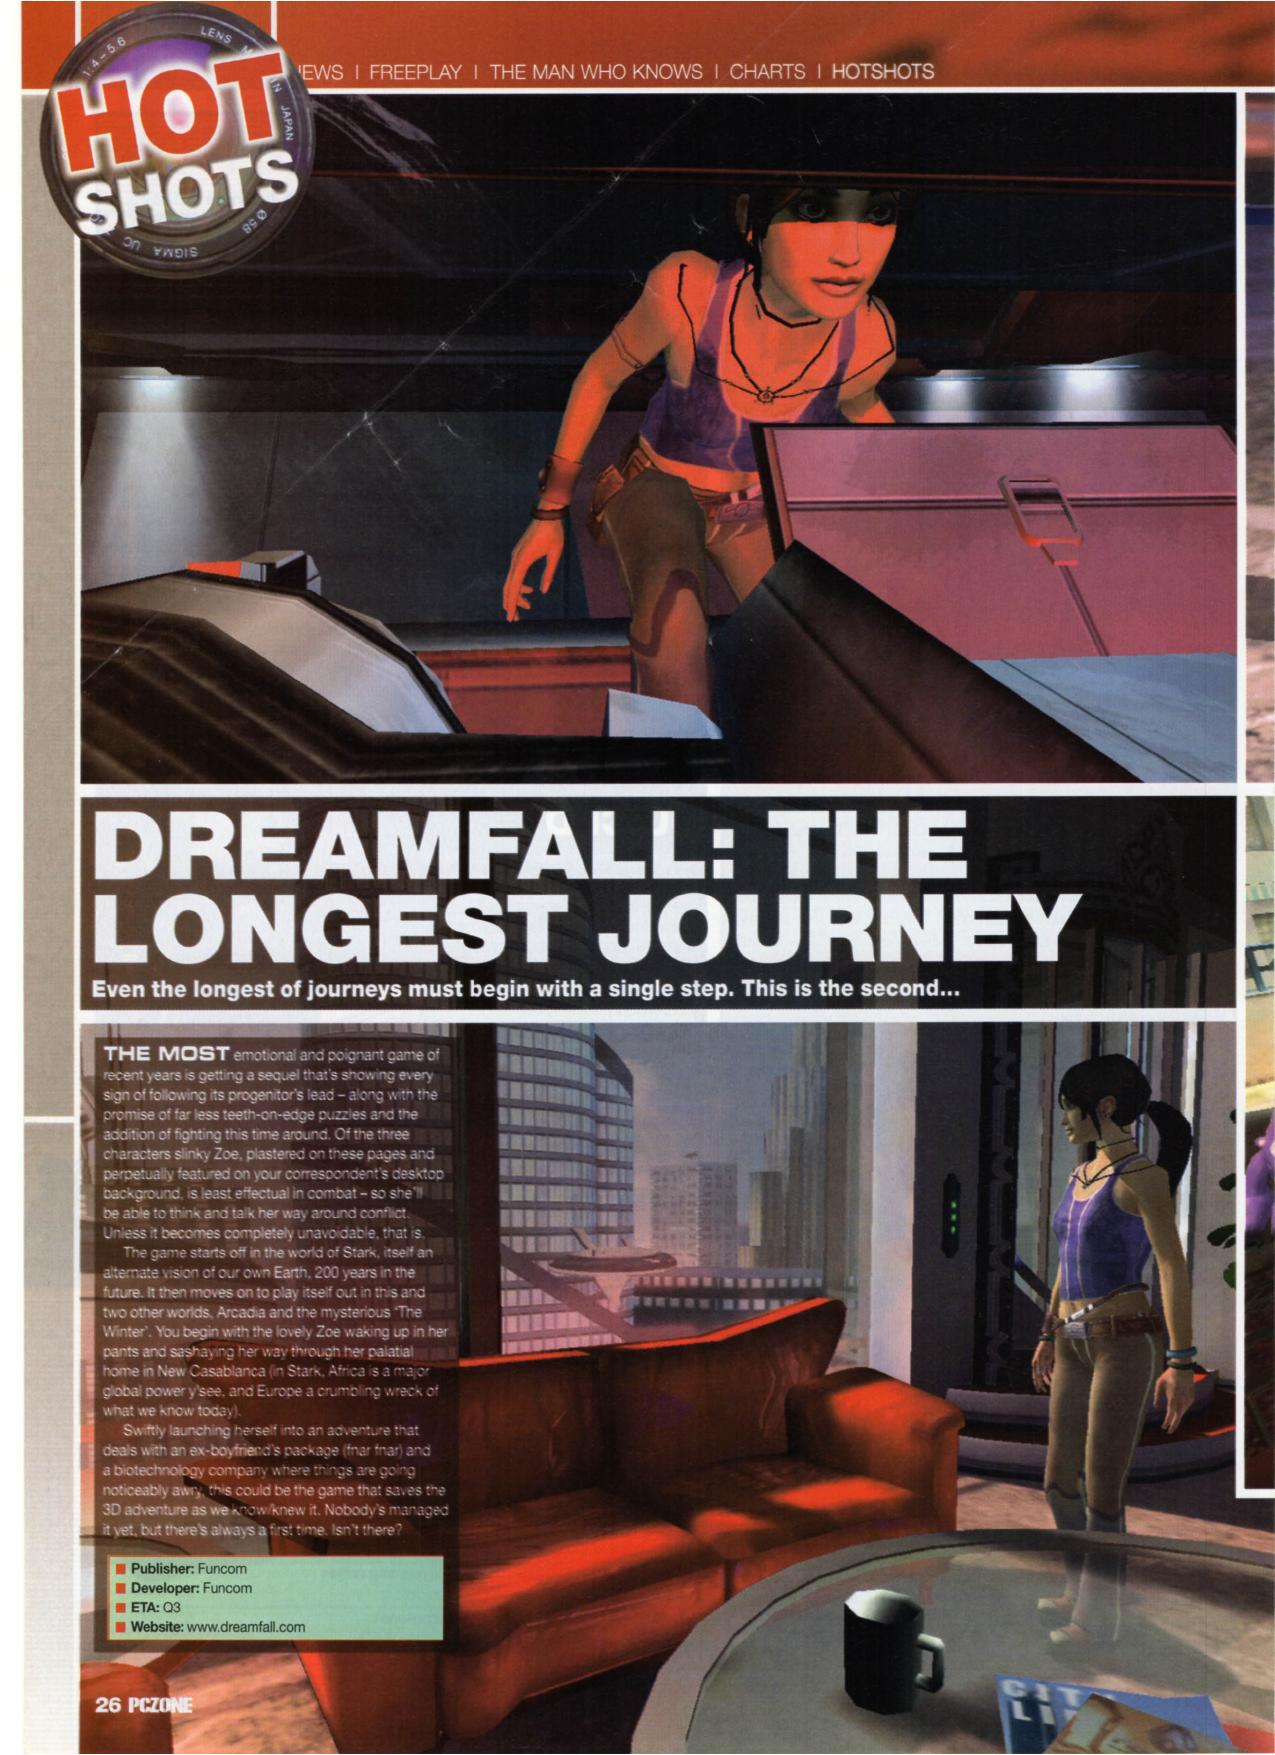 HOT
SHOTS
1:4-5.6
LENS
JAPAN
Ø58
SIGMA UC
EWS | FREEPLAY | THE MAN WHO KNOWS | CHARTS | HOTSHOTS
DREAMFALL: THE
LONGEST JOURNEY
Even the longest of journeys must begin with a single step. This is the second...
THE MOST emotional and poignant game of
recent years is getting a sequel that's showing every
sign of following its progenitor's lead – along with the
promise of far less teeth-on-edge puzzles and the
addition of fighting this time around. Of the three
characters slinky Zoe, plastered on these pages and
perpetually featured on your correspondent's desktop
background, is least effectual in combat – so she'll
be able to think and talk her way around conflict.
Unless it becomes completely unavoidable, that is.
The game starts off in the world of Stark, itself an
alternate vision of our own Earth, 200 years in the
future. It then moves on to play itself out in this and
two other worlds, Arcadia and the mysterious 'The
Winter'. You begin with the lovely Zoe waking up in her
pants and sashaying her way through her palatial
home in New Casablanca (in Stark, Africa is a major
global power y'see, and Europe a crumbling wreck of
what we know today).
Swiftly launching herself into an adventure that
deals with an ex-boyfriend's package (fnar fnar) and
a biotechnology company where things are going
noticeably awry, this could be the game that saves the
3D adventure as we know/knew it. Nobody's managed
it yet, but there's always a first time. Isn't there?
Publisher: Funcom
Developer: Funcom
ETA: Q3
Website: www.dreamfall.com
CITY
LI
26 PCZONE